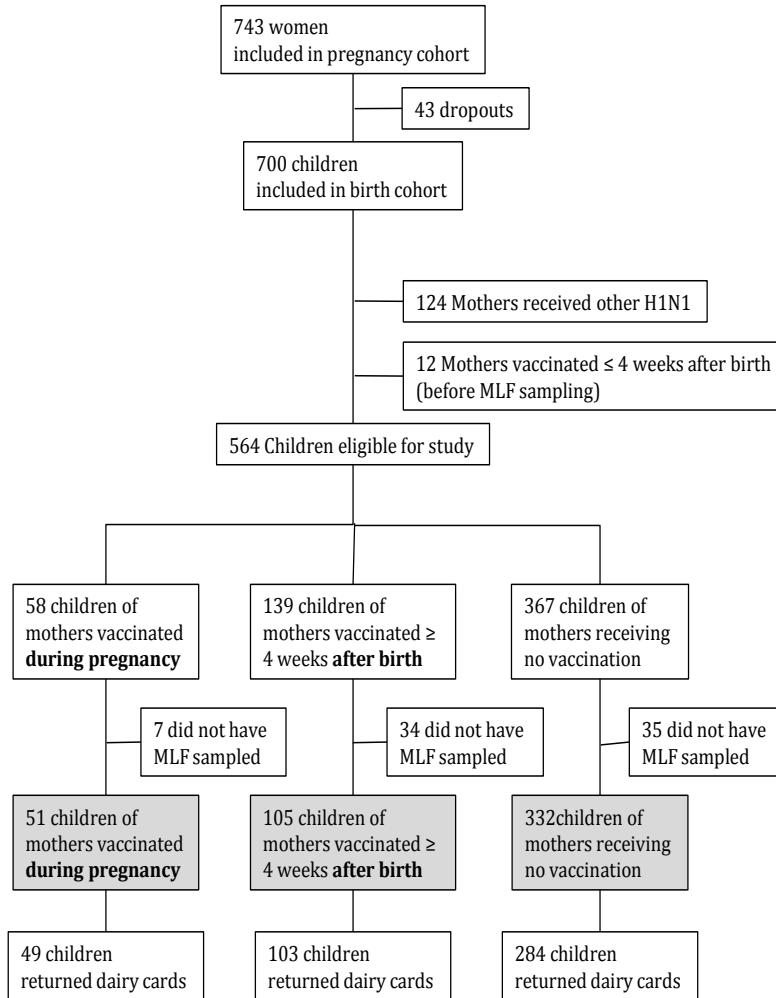 743 women
included in pregnancy cohort
43 dropouts
700 children
included in birth cohort
124 Mothers received other H1N1
12 Mothers vaccinated ≤ 4 weeks after birth
(before MLF sampling)
564 Children eligible for study
58 children of
mothers vaccinated
during pregnancy
139 children of
mothers vaccinated ≥
4 weeks after birth
367 children of
mothers receiving
no vaccination
7 did not have
MLF sampled
34 did not have
MLF sampled
35 did not have
MLF sampled
51 children of
mothers vaccinated
during pregnancy
105 children of
mothers vaccinated ≥
4 weeks after birth
332children of
mothers receiving
no vaccination
49 children
returned dairy cards
103 children
returned dairy cards
284 children
returned dairy cards